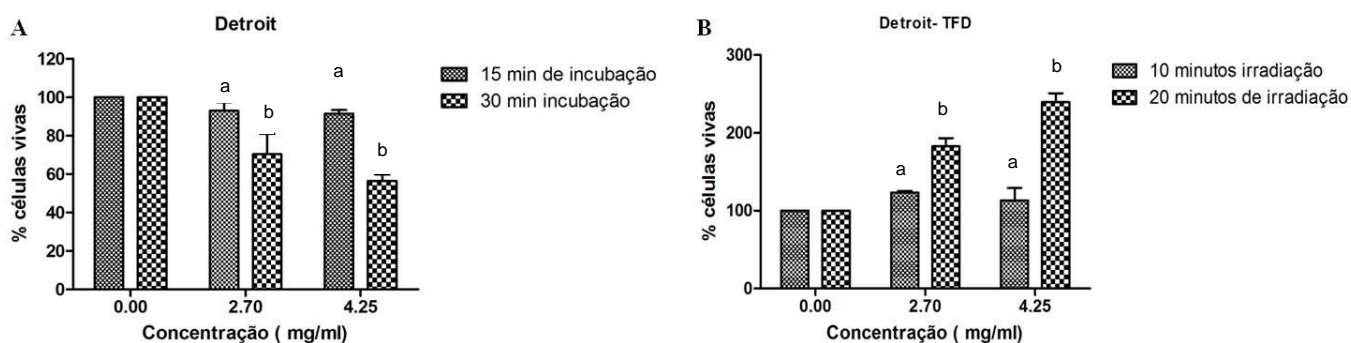 A
Detroit
120
100
80
60
40
20
0
% células vivas
a
b
a
b
0.00
2.70
4.25
Concentração ( mg/ml)
15 min de incubação
30 min incubação
B
Detroit- TFD
300
200
100
0
% células vivas
a
b
a
b
0.00
2.70
4.25
Concentração ( mg/ml)
10 minutos irradiação
20 minutos de irradiação